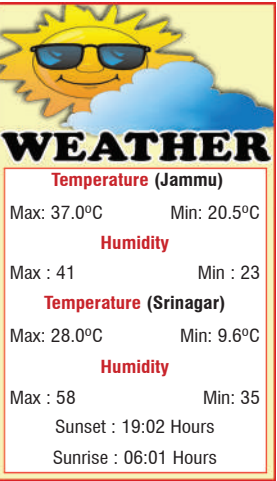 WEATHER
Temperature (Jammu)
Max: 37.0ºC Min: 20.5ºC
Humidity
Max : 41 Min : 23
Temperature (Srinagar)
Max: 28.0ºC Min: 9.6ºC
Humidity
Max : 58 Min: 35
Sunset : 19:02 Hours
Sunrise : 06:01 Hours